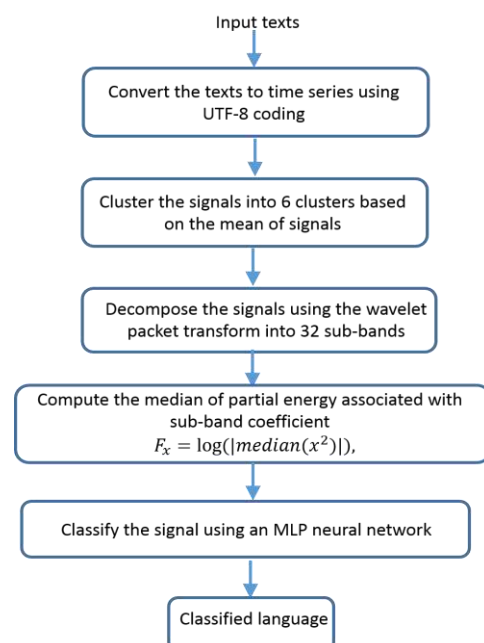 Input texts
Convert the texts to time series using
UTF-8 coding
Cluster the signals into 6 clusters based
on the mean of signals
Decompose the signals using the wavelet
packet transform into 32 sub-bands
Compute the median of partial energy associated with
sub-band coefficient
𝐹ₓ = log(|𝑚𝑒𝑑𝑖𝑎𝑛(𝑥²)|),
Classify the signal using an MLP neural network
Classified language